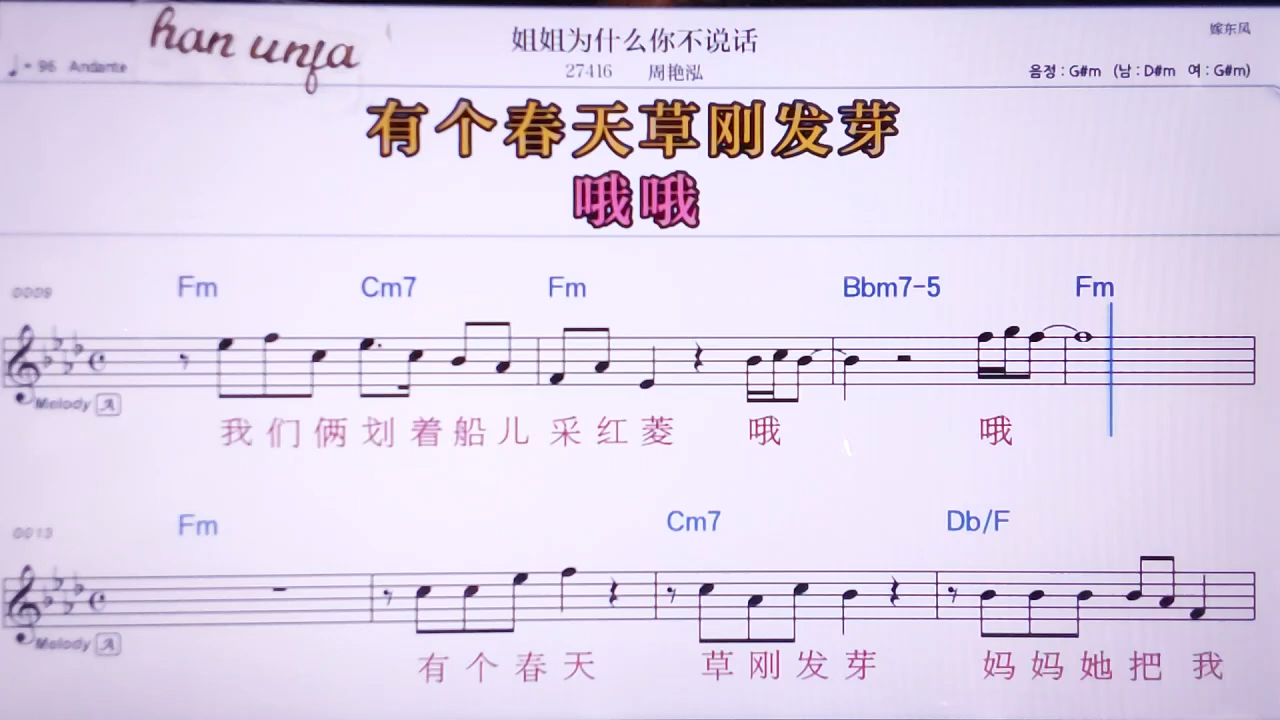 han unfa
姐姐为什么你不说话
嫁东风
♩= 96 Andante
27416 周艳泓
음정 : G#m (남 : D#m 여 : G#m)
有个春天草刚发芽
哦哦
0009 Fm Cm7 Fm Bbm7-5 Fm
Melody A
我们俩划着船儿采红菱 哦 哦
0013 Fm Cm7 Db/F
Melody A
有个春天 草刚发芽 妈妈她把我